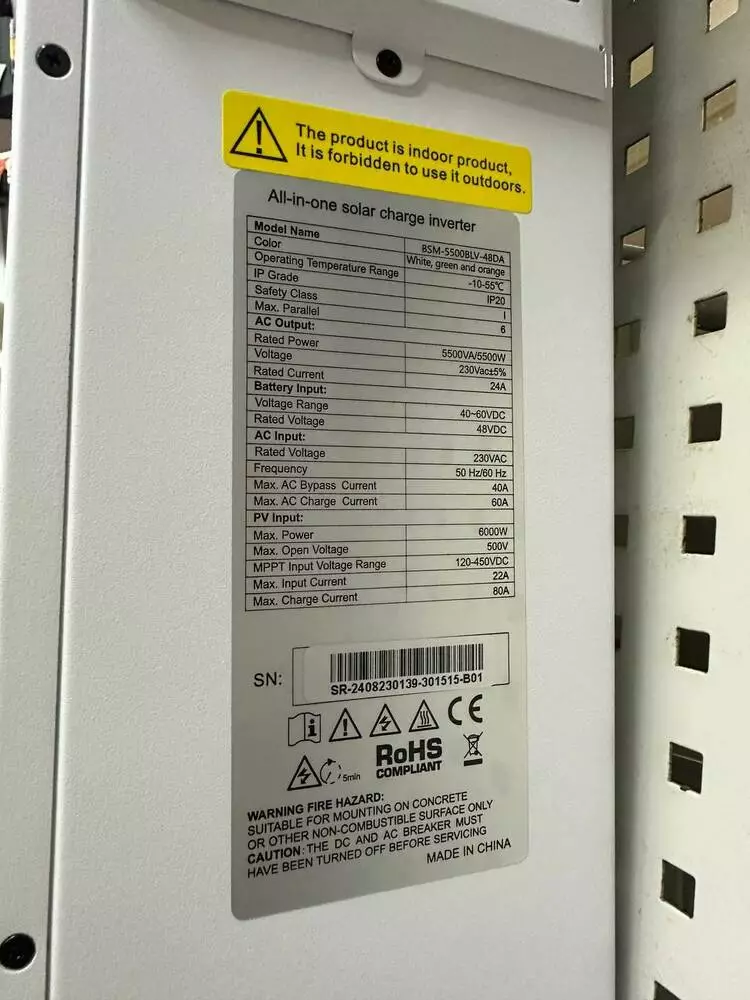 The product is indoor product,
It is forbidden to use it outdoors.
All-in-one solar charge inverter
Model Name BSM-5500BLV-48DA
Color White, green and orange
Operating Temperature Range -10-55℃
IP Grade IP20
Safety Class I
Max. Parallel 6
AC Output:
Rated Power 5500VA/5500W
Voltage 230Vac±5%
Rated Current 24A
Battery Input:
Voltage Range 40~60VDC
Rated Voltage 48VDC
AC Input:
Rated Voltage 230VAC
Frequency 50 Hz/60 Hz
Max. AC Bypass Current 40A
Max. AC Charge Current 60A
PV Input:
Max. Power 6000W
Max. Open Voltage 500V
MPPT Input Voltage Range 120-450VDC
Max. Input Current 22A
Max. Charge Current 80A
SN:
SR-2408230139-301515-B01
CE
5min
RoHS
COMPLIANT
WARNING FIRE HAZARD:
SUITABLE FOR MOUNTING ON CONCRETE
OR OTHER NON-COMBUSTIBLE SURFACE ONLY
CAUTION: THE DC AND AC BREAKER MUST
HAVE BEEN TURNED OFF BEFORE SERVICING
MADE IN CHINA